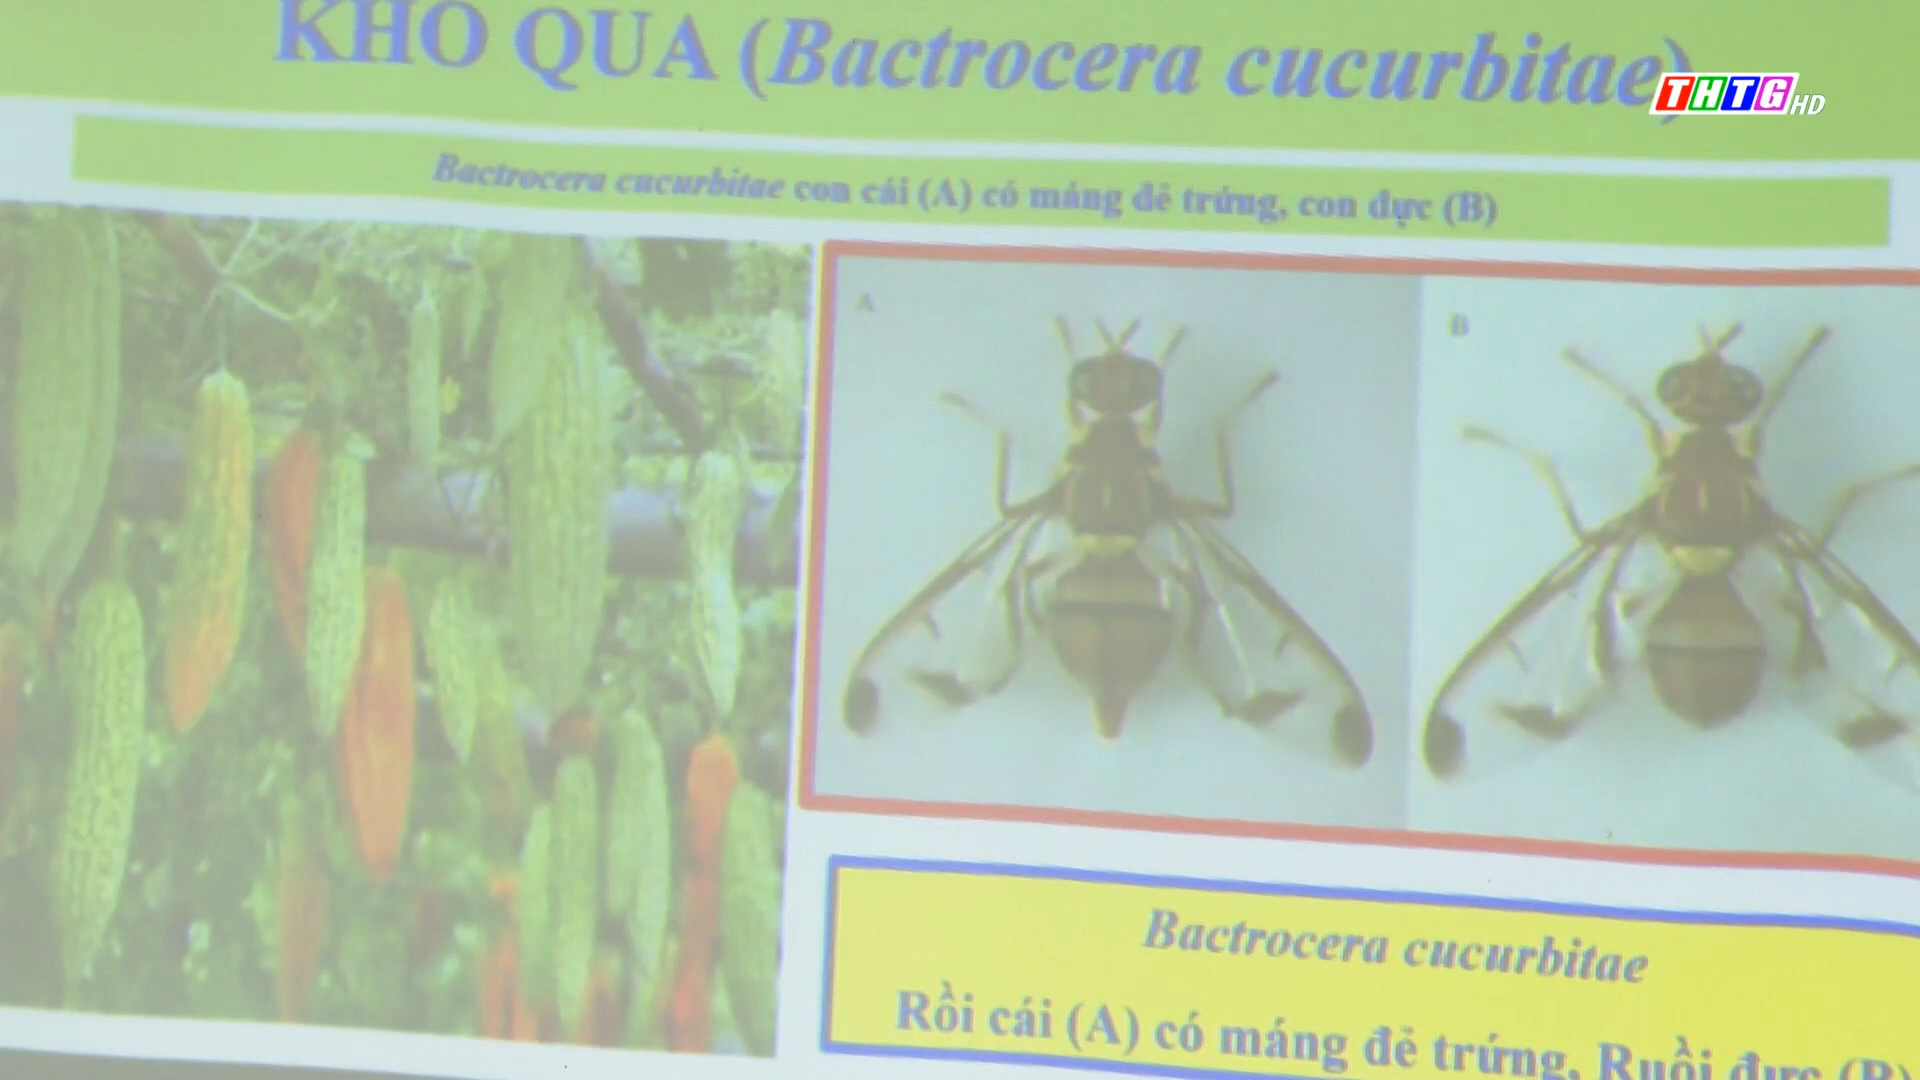 KHỔ QUA (Bactrocera cucurbitae)
THTG HD
Bactrocera cucurbitae con cái (A) có máng đẻ trứng, con đực (B)
A
B
Bactrocera cucurbitae
Rồi cái (A) có máng đẻ trứng, Ruồi đực (B)